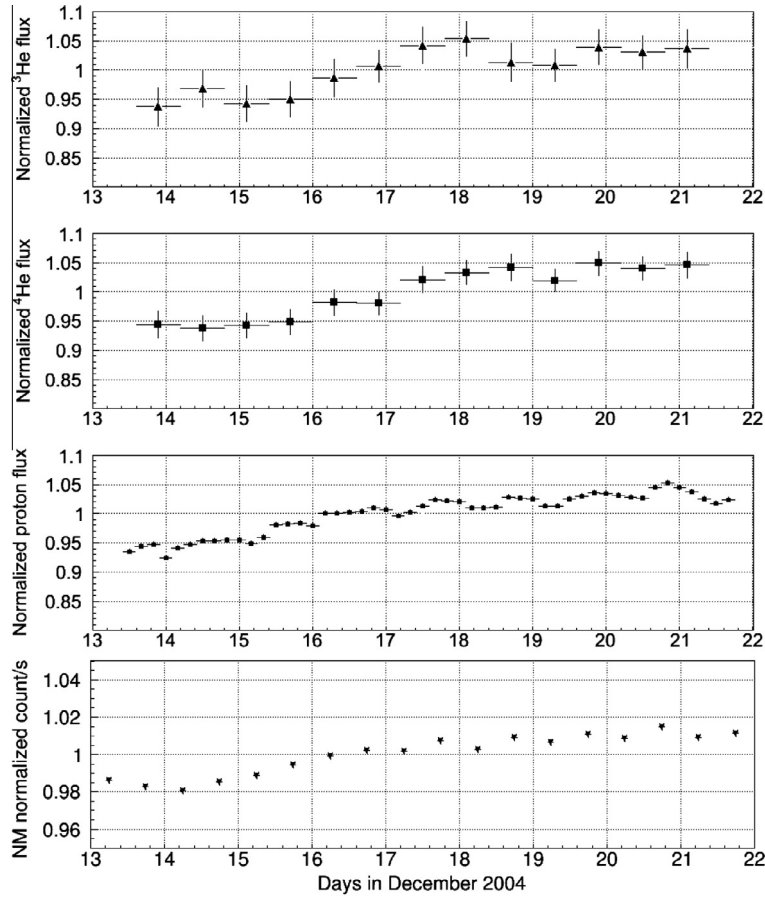 Normalized ³He flux
1.1
1.05
1
0.95
0.9
0.85
13 14 15 16 17 18 19 20 21 22
Normalized ⁴He flux
1.1
1.05
1
0.95
0.9
0.85
13 14 15 16 17 18 19 20 21 22
Normalized proton flux
1.1
1.05
1
0.95
0.9
0.85
13 14 15 16 17 18 19 20 21 22
NM normalized count/s
1.04
1.02
1
0.98
0.96
13 14 15 16 17 18 19 20 21 22
Days in December 2004